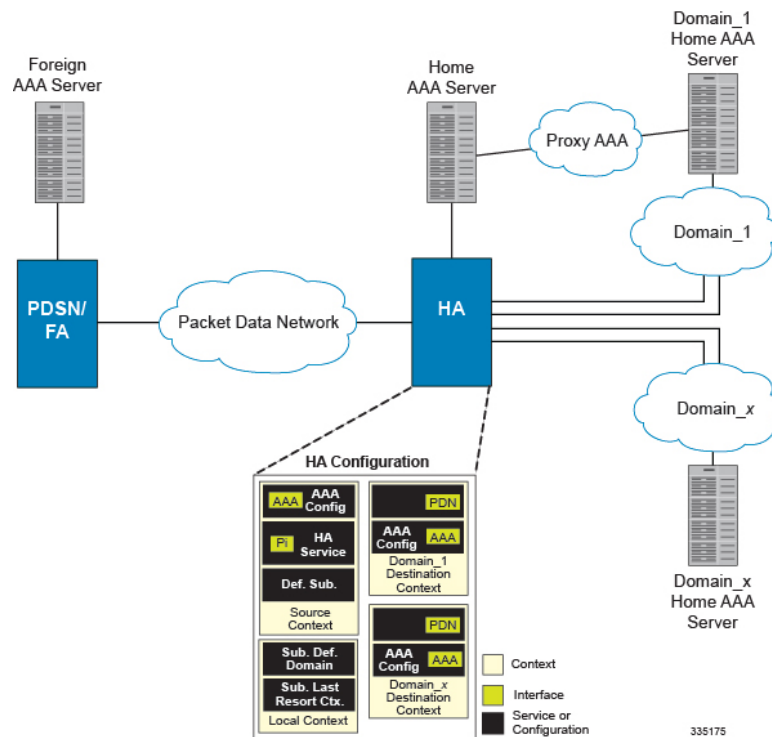 Domain_1
Home AAA
Server
Foreign
AAA Server
Home
AAA Server
Proxy AAA
Domain_1
PDSN/
FA
Packet Data Network
HA
Domain_x
HA Configuration
AAA AAA
Config
Pi HA
Service
Def. Sub.
Source
Context
Sub. Def.
Domain
Sub. Last
Resort Ctx.
Local Context
PDN
AAA
Config AAA
Domain_1
Destination
Context
PDN
AAA
Config AAA
Domain_x
Destination
Context
Domain_x
Home AAA
Server
Context
Interface
Service or
Configuration
335175